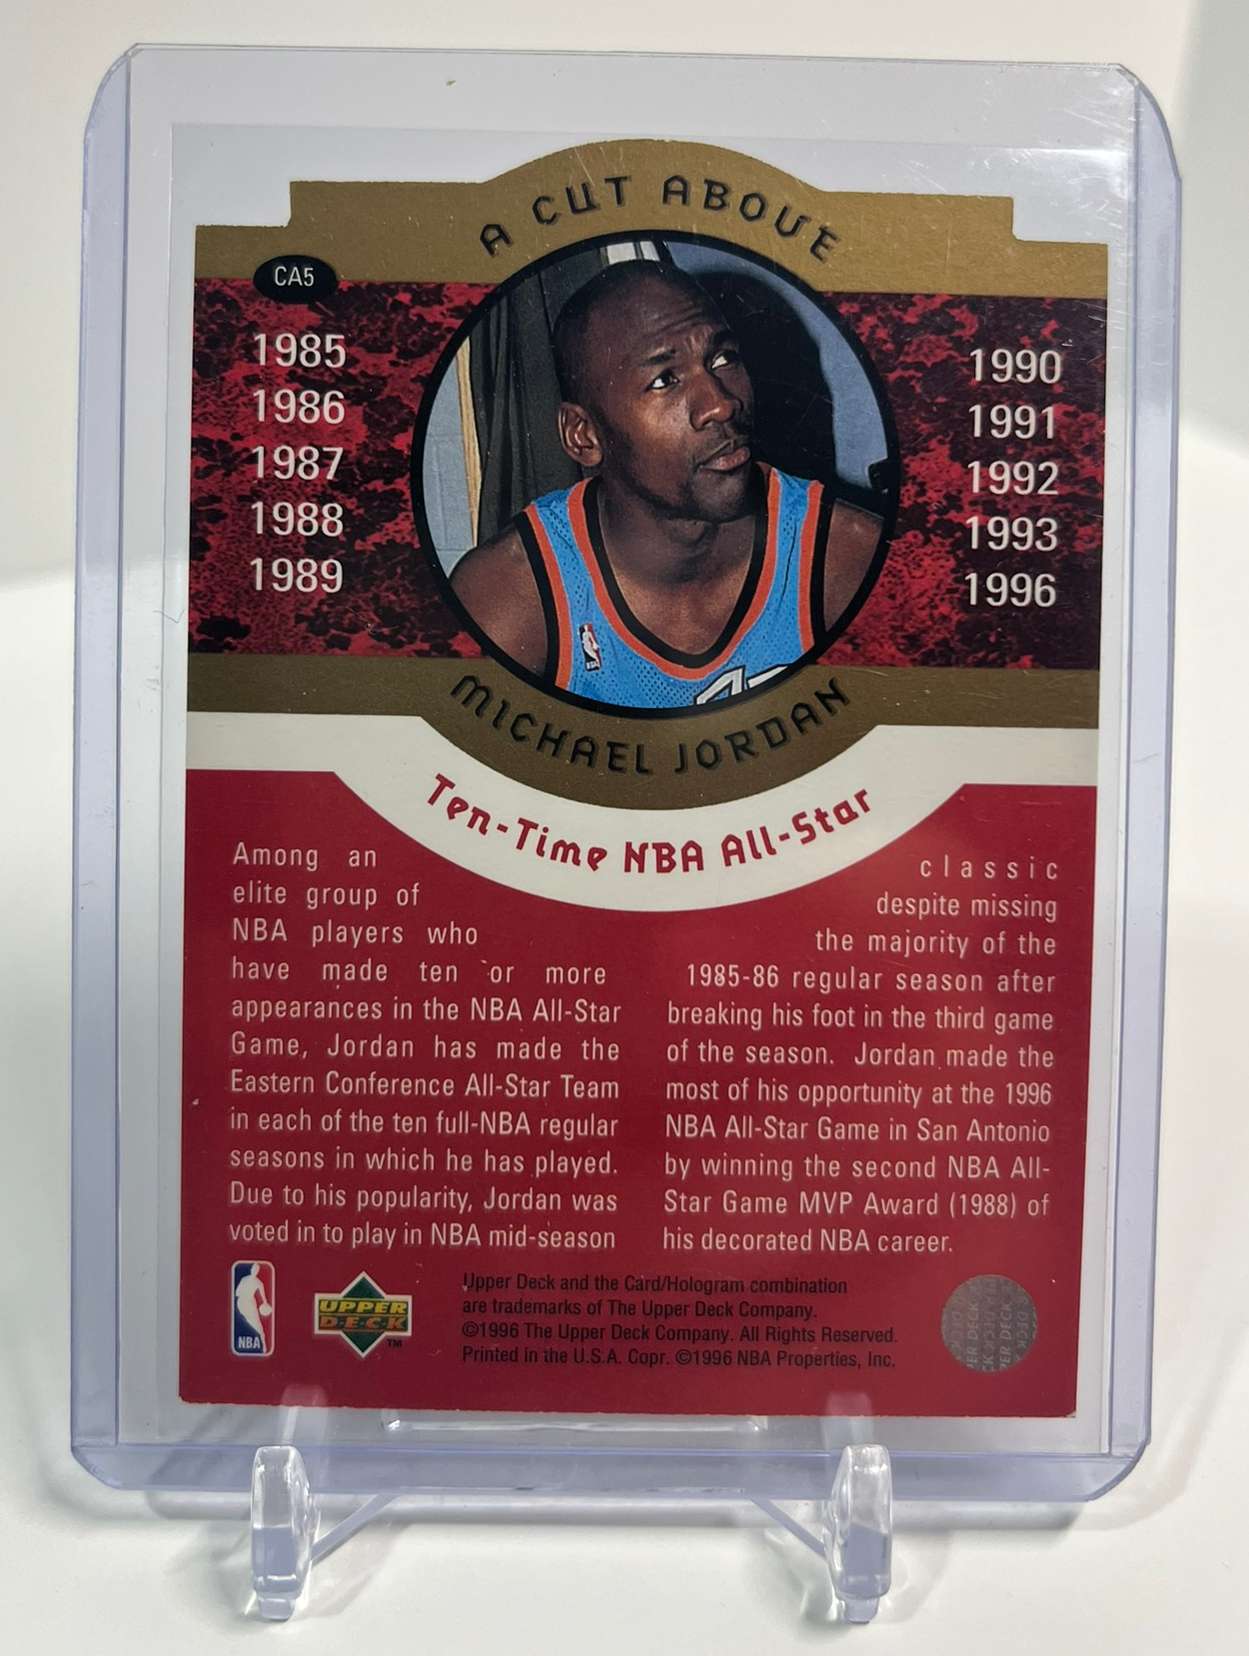 A CUT ABOVE
CA5
1985
1986
1987
1988
1989
1990
1991
1992
1993
1996
NBA
MICHAEL JORDAN
Ten-Time NBA All-Star
Among an
elite group of
NBA players who
have made ten or more
appearances in the NBA All-Star
Game, Jordan has made the
Eastern Conference All-Star Team
in each of the ten full-NBA regular
seasons in which he has played.
Due to his popularity, Jordan was
voted in to play in NBA mid-season
classic
despite missing
the majority of the
1985-86 regular season after
breaking his foot in the third game
of the season. Jordan made the
most of his opportunity at the 1996
NBA All-Star Game in San Antonio
by winning the second NBA All-
Star Game MVP Award (1988) of
his decorated NBA career.
NBA
UPPER
DECK
TM
Upper Deck and the Card/Hologram combination
are trademarks of The Upper Deck Company.
©1996 The Upper Deck Company. All Rights Reserved.
Printed in the U.S.A. Copr. ©1996 NBA Properties, Inc.